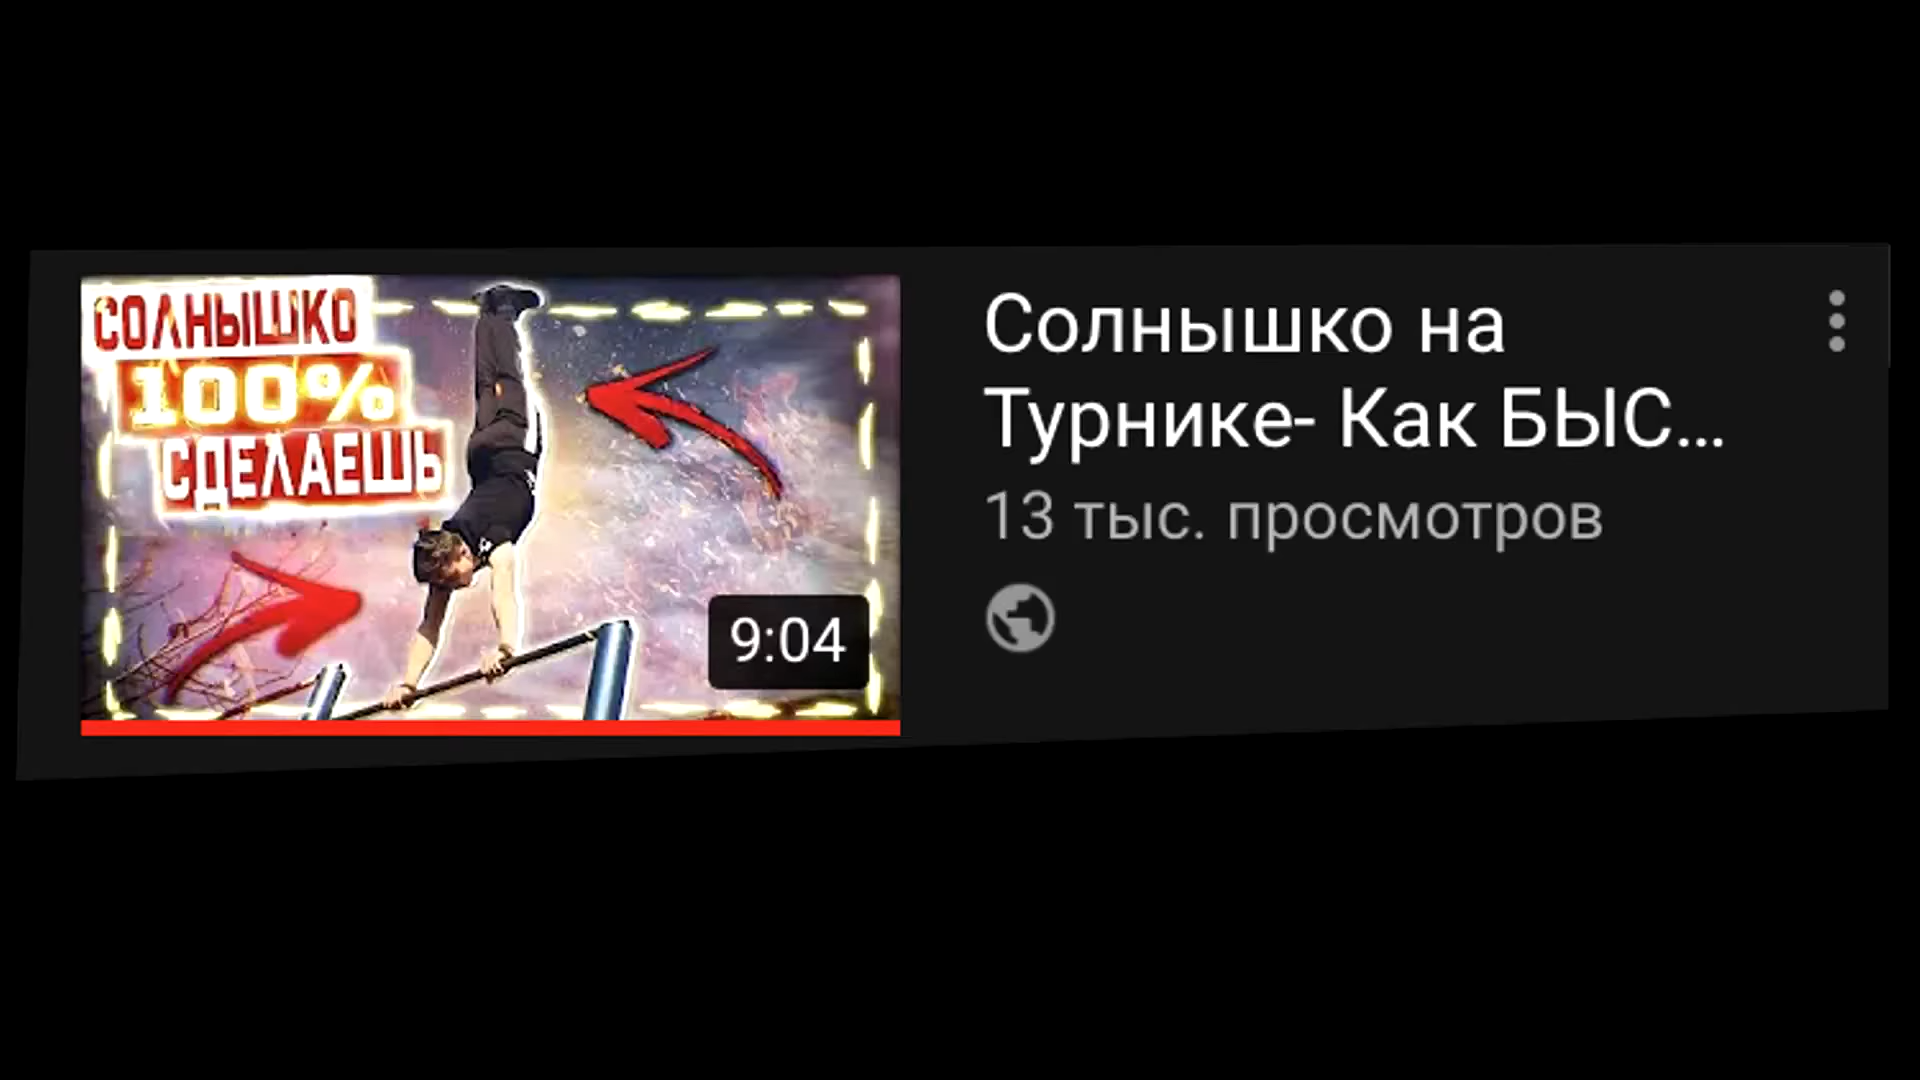 СОЛНЫШКО
100%
СДЕЛАЕШЬ
9:04
Солнышко на
Турнике- Как БЫС...
13 тыс. просмотров